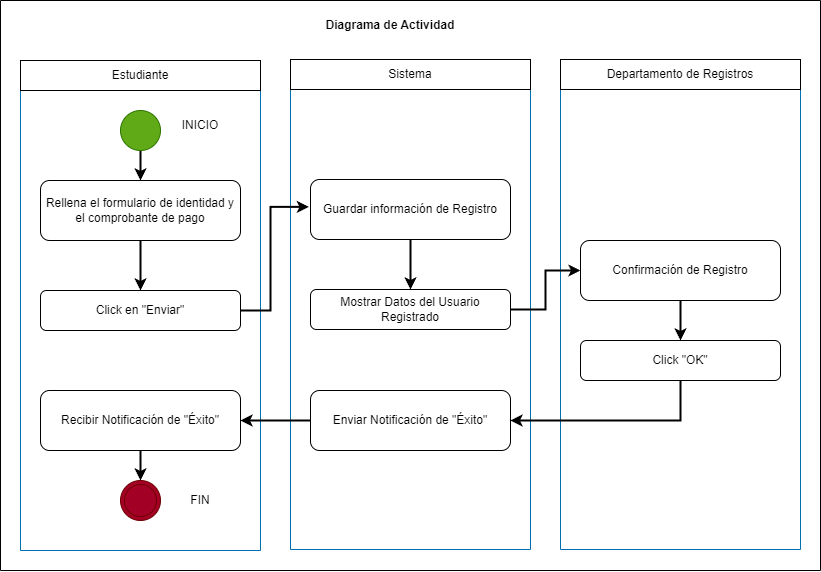 Diagrama de Actividad
Estudiante
Sistema
Departamento de Registros
INICIO
Rellena el formulario de identidad y
el comprobante de pago
Click en "Enviar"
Guardar información de Registro
Mostrar Datos del Usuario
Registrado
Confirmación de Registro
Click "OK"
Enviar Notificación de "Éxito"
Recibir Notificación de "Éxito"
FIN